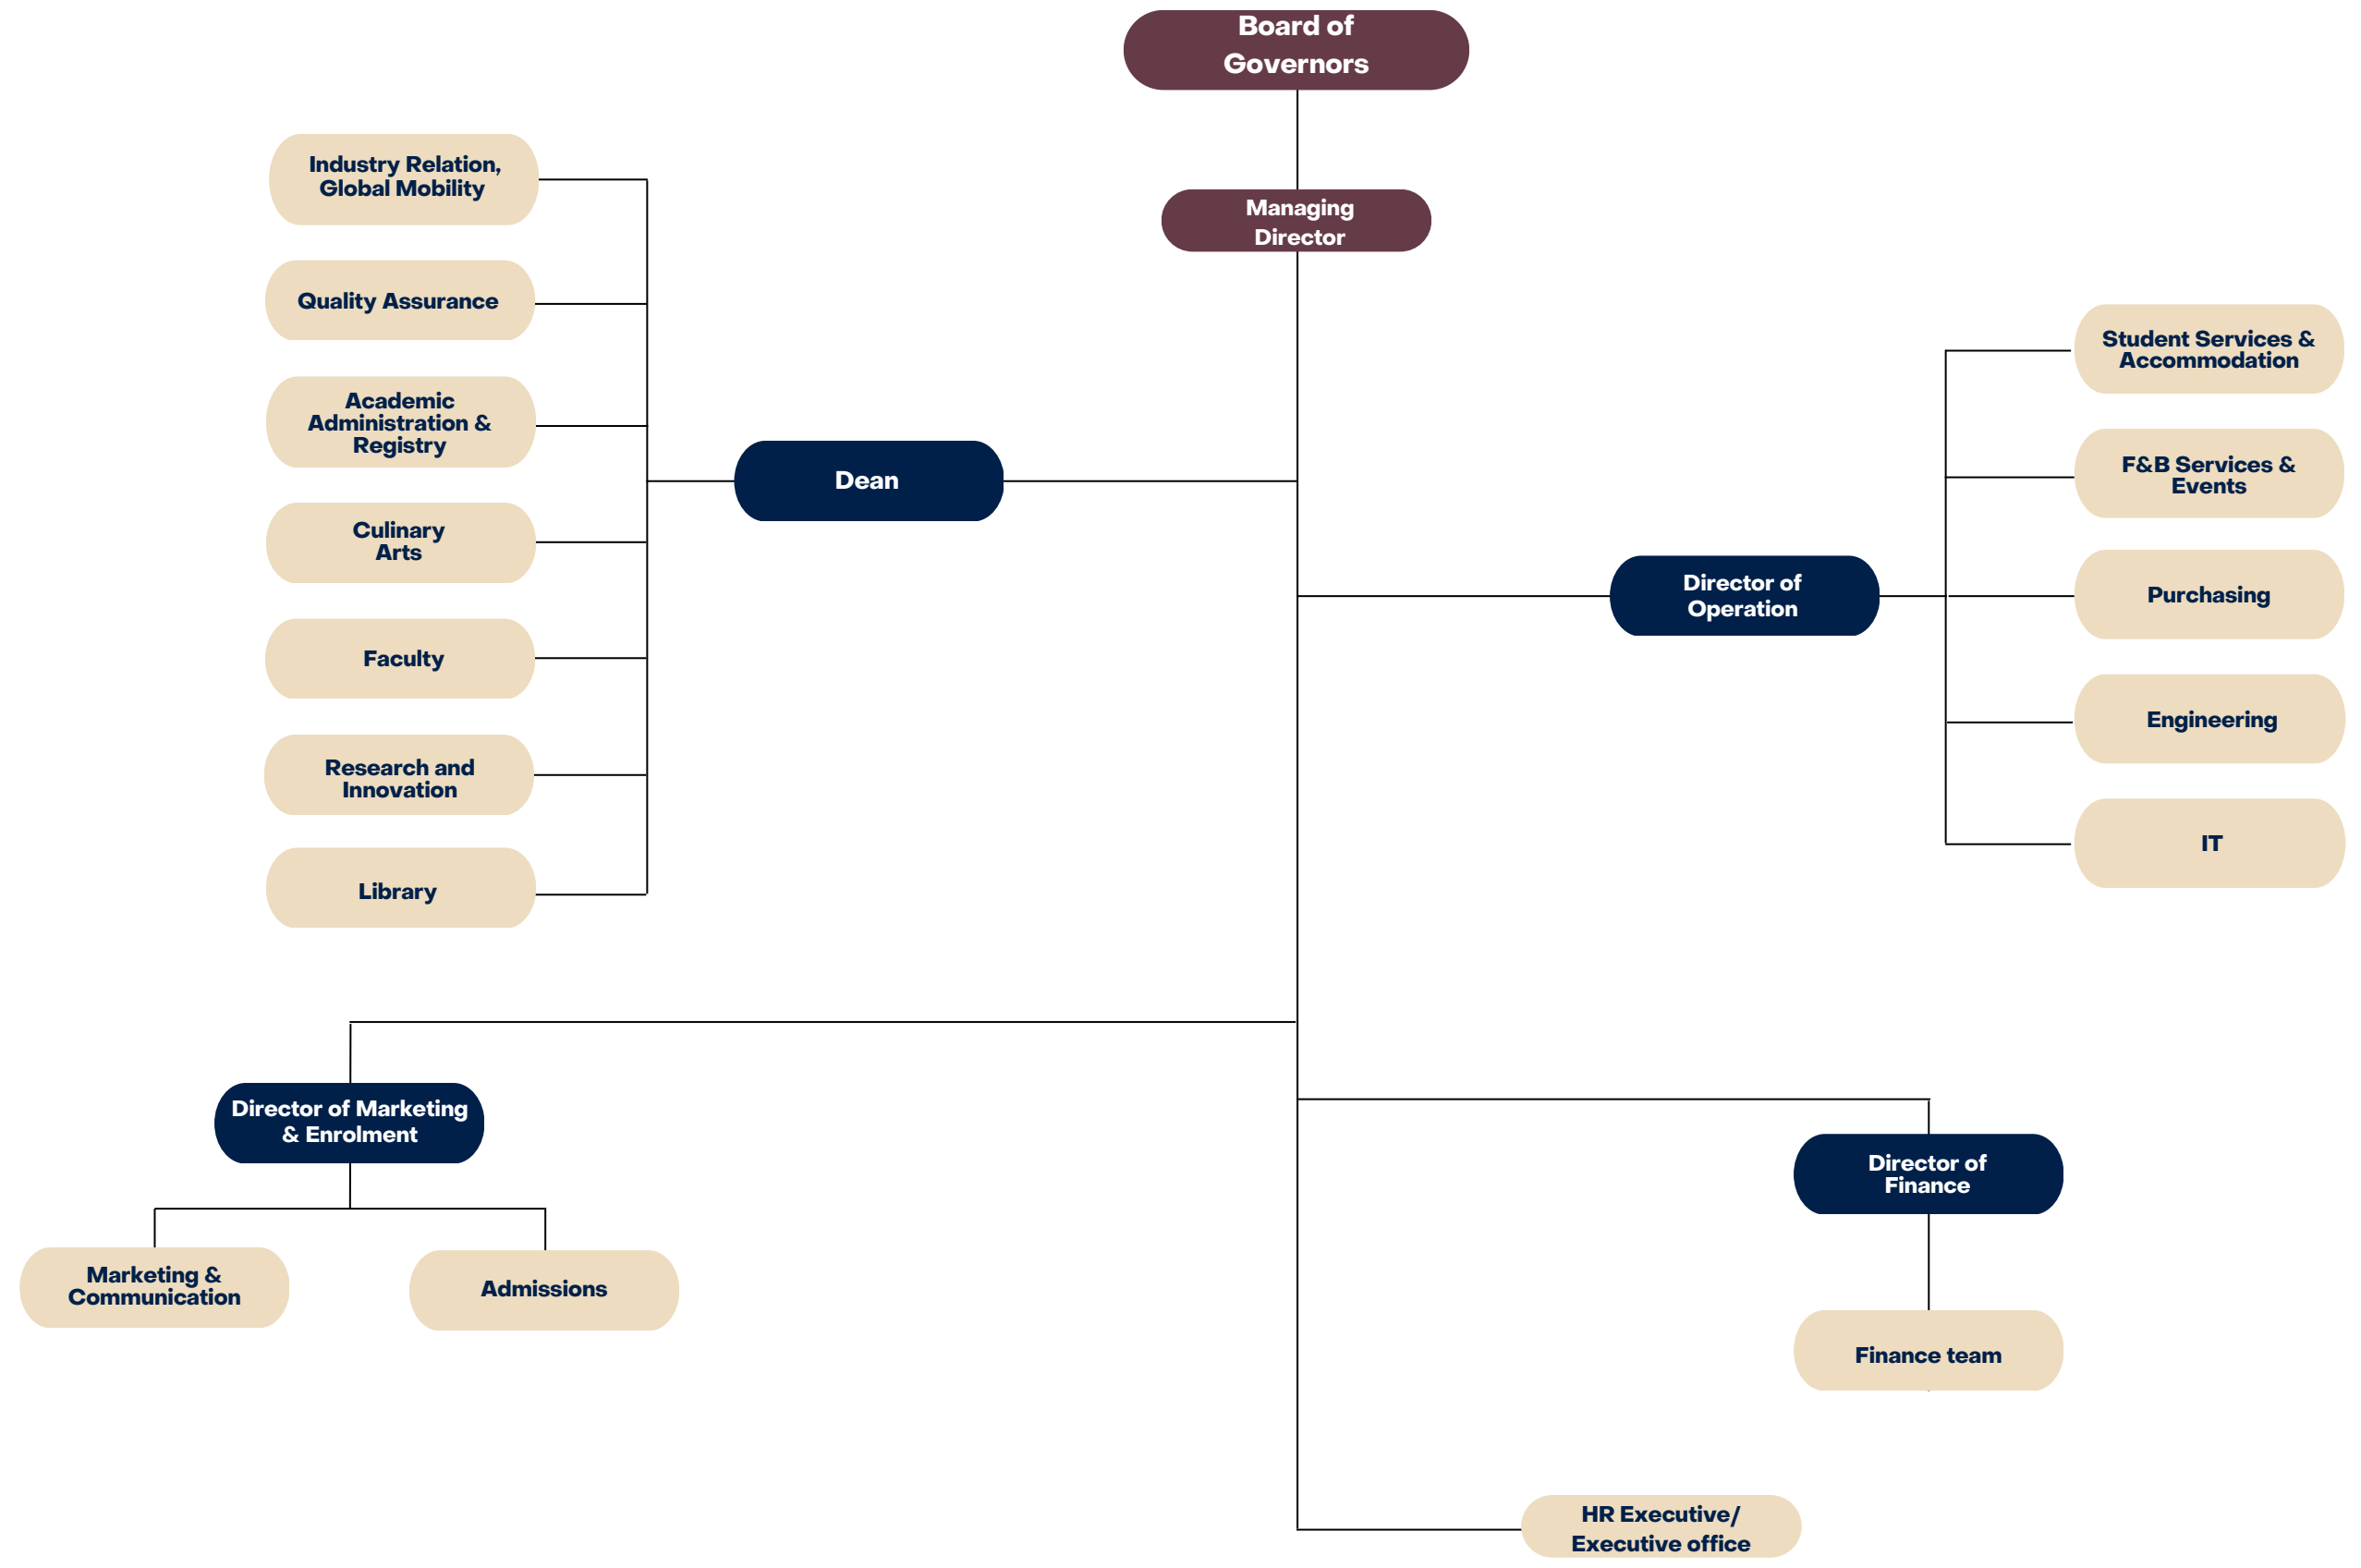 Board of
Governors
Managing
Director
Industry Relation,
Global Mobility
Quality Assurance
Academic
Administration &
Registry
Culinary
Arts
Faculty
Research and
Innovation
Library
Dean
Director of
Operation
Student Services &
Accommodation
F&B Services &
Events
Purchasing
Engineering
IT
Director of Marketing
& Enrolment
Marketing &
Communication
Admissions
Director of
Finance
Finance team
HR Executive/
Executive office